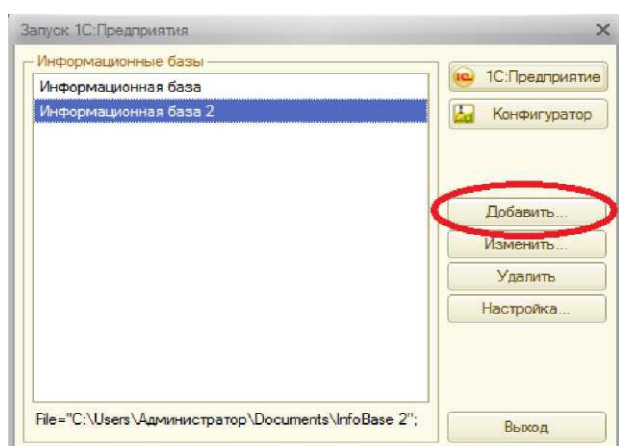 Запуск 1С:Предприятия
Информационные базы
Информационная база
Информационная база 2
1С:Предприятие
Конфигуратор
Добавить...
Изменить...
Удалить
Настройка...
File="C:\Users\Администратор\Documents\InfoBase 2";
Выход